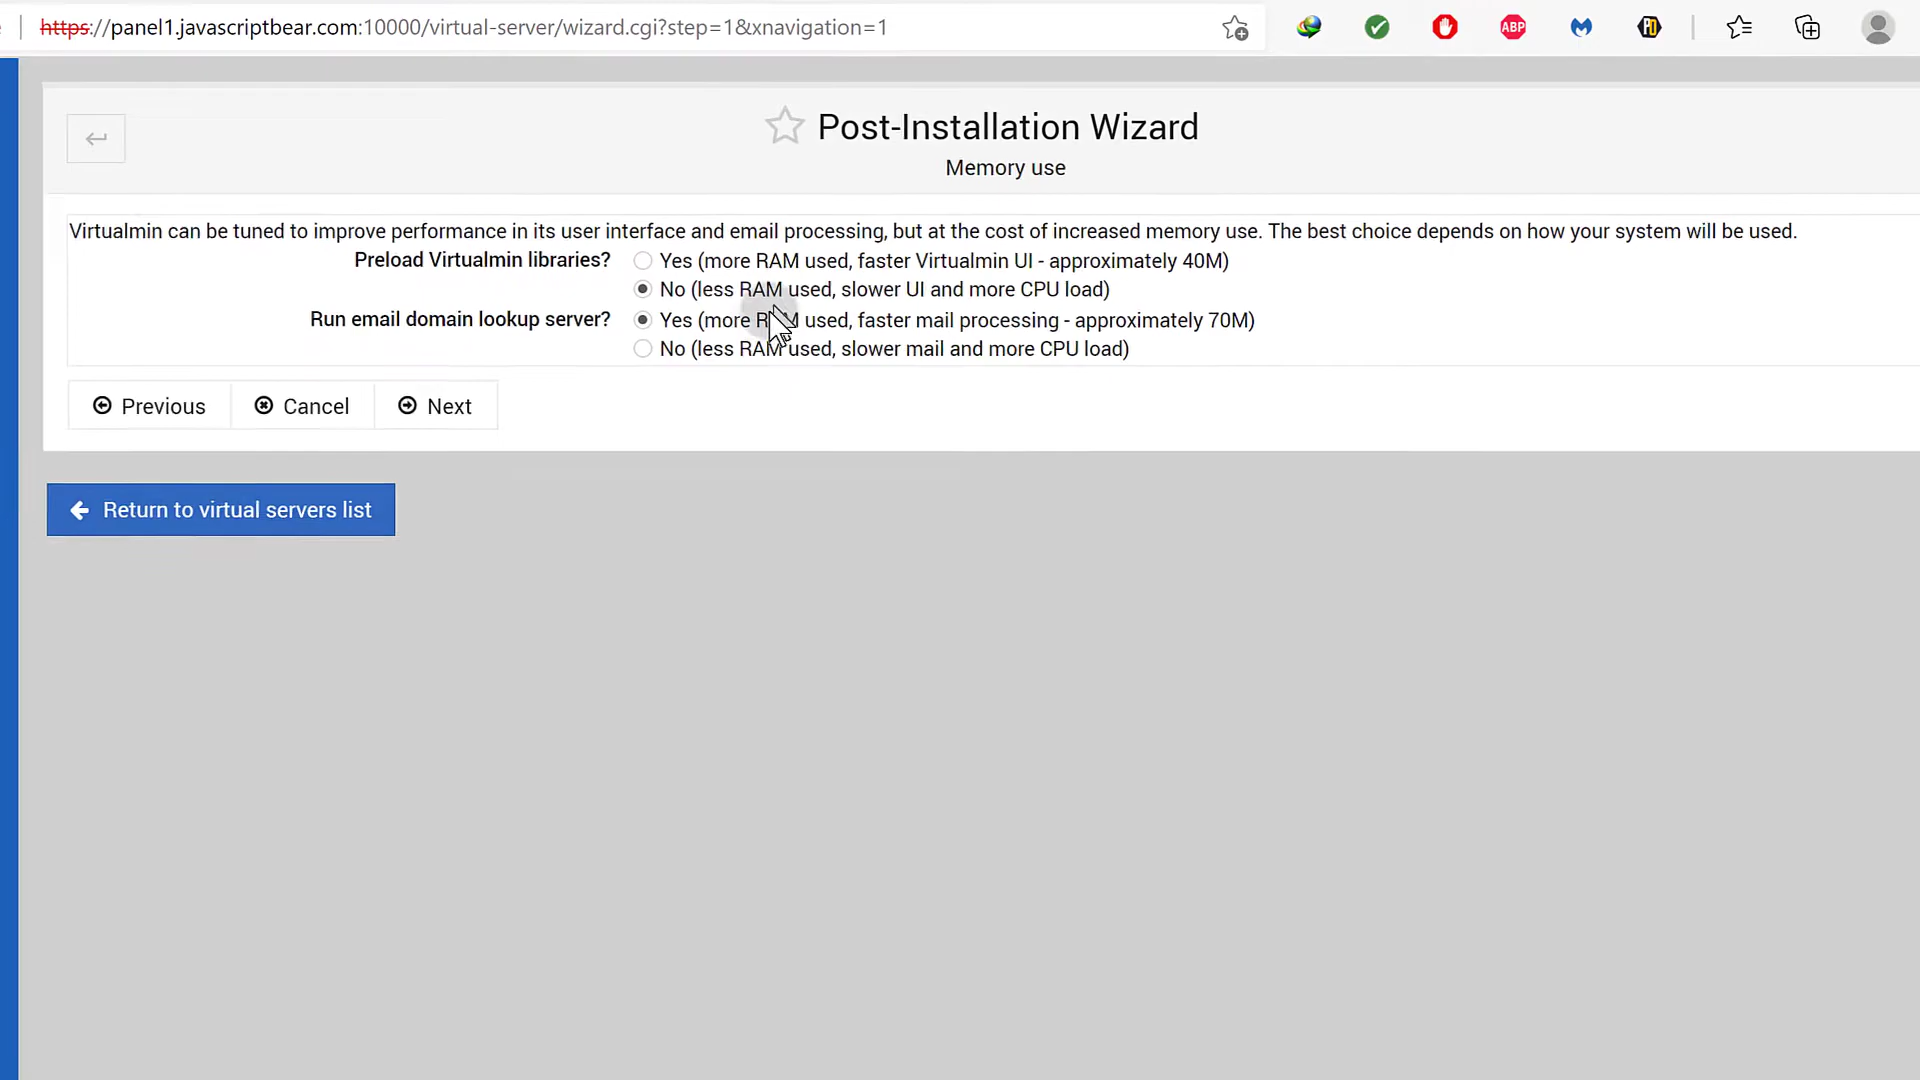 https://panel1.javascriptbear.com:10000/virtual-server/wizard.cgi?step=1&xnavigation=1
ABP
Post-Installation Wizard
Memory use
Virtualmin can be tuned to improve performance in its user interface and email processing, but at the cost of increased memory use. The best choice depends on how your system will be used.
Preload Virtualmin libraries? Yes (more RAM used, faster Virtualmin UI - approximately 40M)
No (less RAM used, slower UI and more CPU load)
Run email domain lookup server? Yes (more RAM used, faster mail processing - approximately 70M)
No (less RAM used, slower mail and more CPU load)
Previous Cancel Next
Return to virtual servers list